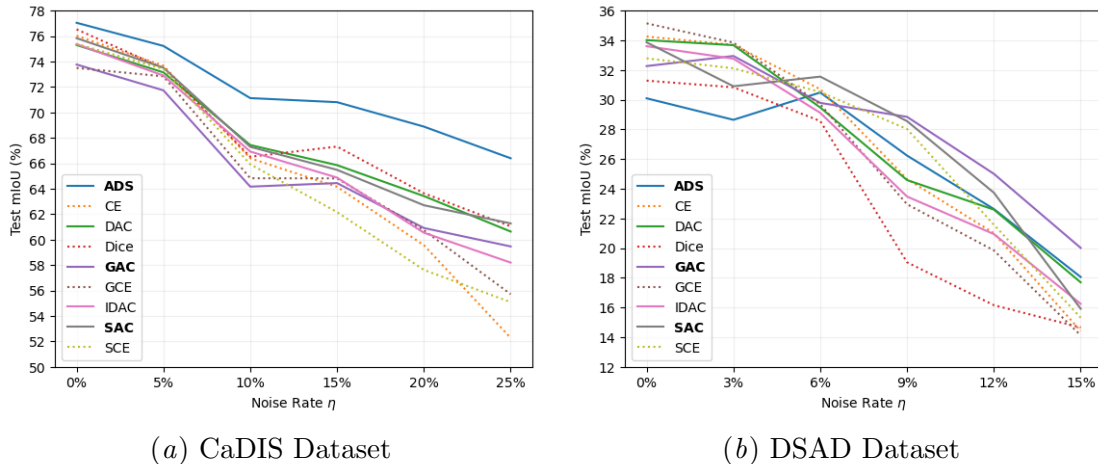 78
76
74
72
70
68
66
64
62
60
58
56
54
52
50
Test mIoU (%)
ADS
CE
DAC
Dice
GAC
GCE
IDAC
SAC
SCE
0% 5% 10% 15% 20% 25%
Noise Rate η
(a) CaDIS Dataset
36
34
32
30
28
26
24
22
20
18
16
14
12
Test mIoU (%)
ADS
CE
DAC
Dice
GAC
GCE
IDAC
SAC
SCE
0% 3% 6% 9% 12% 15%
Noise Rate η
(b) DSAD Dataset